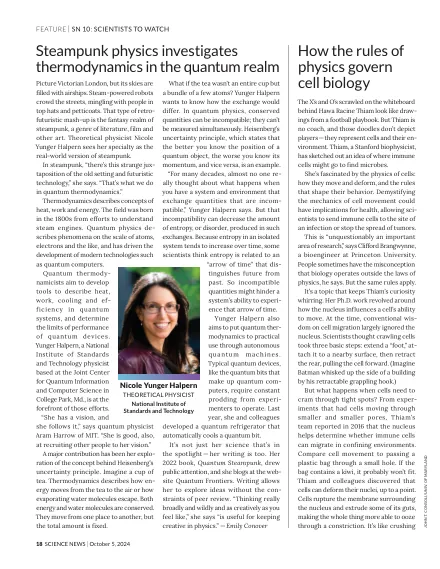 FEATURE | SN 10: SCIENTISTS TO WATCH
Steampunk physics investigates
thermodynamics in the quantum realm
Picture Victorian London, but its skies are
filled with airships. Steam-powered robots
crowd the streets, mingling with people in
top hats and petticoats. That type of retro-
futuristic mash-up is the fantasy realm of
steampunk, a genre of literature, film and
other art. Theoretical physicist Nicole
Yunger Halpern sees her specialty as the
real-world version of steampunk.
In steampunk, "there's this strange jux-
taposition of the old setting and futuristic
technology," she says. "That's what we do
in quantum thermodynamics."
Thermodynamics describes concepts of
heat, work and energy. The field was born
in the 1800s from efforts to understand
steam engines. Quantum physics de-
scribes phenomena on the scale of atoms,
electrons and the like, and has driven the
development of modern technologies such
as quantum computers.
Quantum thermody-
namicists aim to develop
tools to describe heat,
work, cooling and ef-
ficiency in quantum
systems, and determine
the limits of performance
of quantum devices.
Yunger Halpern, a National
Institute of Standards
and Technology physicist
based at the Joint Center
for Quantum Information
and Computer Science in
College Park, Md., is at the
forefront of those efforts.
"She has a vision, and
she follows it," says quantum physicist
Aram Harrow of MIT. "She is good, also,
at recruiting other people to her vision."
A major contribution has been her explo-
ration of the concept behind Heisenberg's
uncertainty principle. Imagine a cup of
tea. Thermodynamics describes how en-
ergy moves from the tea to the air or how
evaporating water molecules escape. Both
energy and water molecules are conserved.
They move from one place to another, but
the total amount is fixed.
What if the tea wasn't an entire cup but
a bundle of a few atoms? Yunger Halpern
wants to know how the exchange would
differ. In quantum physics, conserved
quantities can be incompatible; they can't
be measured simultaneously. Heisenberg's
uncertainty principle, which states that
the better you know the position of a
quantum object, the worse you know its
momentum, and vice versa, is an example.
"For many decades, almost no one re-
ally thought about what happens when
you have a system and environment that
exchange quantities that are incom-
patible," Yunger Halpern says. But that
incompatibility can decrease the amount
of entropy, or disorder, produced in such
exchanges. Because entropy in an isolated
system tends to increase over time, some
scientists think entropy is related to an
"arrow of time" that dis-
tinguishes future from
past. So incompatible
quantities might hinder a
system's ability to experi-
ence that arrow of time.
Yunger Halpern also
aims to put quantum ther-
modynamics to practical
use through autonomous
quantum machines.
Typical quantum devices,
like the quantum bits that
make up quantum com-
puters, require constant
prodding from experi-
menters to operate. Last
year, she and colleagues
developed a quantum refrigerator that
automatically cools a quantum bit.
It's not just her science that's in
the spotlight — her writing is too. Her
2022 book, Quantum Steampunk, drew
public attention, and she blogs at the web-
site Quantum Frontiers. Writing allows
her to explore ideas without the con-
straints of peer review. "Thinking really
broadly and wildly and as creatively as you
feel like," she says "is useful for keeping
creative in physics." — Emily Conover
Nicole Yunger Halpern
THEORETICAL PHYSICIST
National Institute of
Standards and Technology
How the rules of
physics govern
cell biology
The X's and O's scrawled on the whiteboard
behind Hawa Racine Thiam look like draw-
ings from a football playbook. But Thiam is
no coach, and those doodles don't depict
players — they represent cells and their en-
vironment. Thiam, a Stanford biophysicist,
has sketched out an idea of where immune
cells might go to find microbes.
She's fascinated by the physics of cells:
how they move and deform, and the rules
that shape their behavior. Demystifying
the mechanics of cell movement could
have implications for health, allowing sci-
entists to send immune cells to the site of
an infection or stop the spread of tumors.
This is "unquestionably an important
area of research," says Clifford Brangwynne,
a bioengineer at Princeton University.
People sometimes have the misconception
that biology operates outside the laws of
physics, he says. But the same rules apply.
It's a topic that keeps Thiam's curiosity
whirring. Her Ph.D. work revolved around
how the nucleus influences a cell's ability
to move. At the time, conventional wis-
dom on cell migration largely ignored the
nucleus. Scientists thought crawling cells
took three basic steps: extend a "foot," at-
tach it to a nearby surface, then retract
the rear, pulling the cell forward. (Imagine
Batman whisked up the side of a building
by his retractable grappling hook.)
But what happens when cells need to
cram through tight spots? From experi-
ments that had cells moving through
smaller and smaller pores, Thiam's
team reported in 2016 that the nucleus
helps determine whether immune cells
can migrate in confining environments.
Compare cell movement to passing a
plastic bag through a small hole. If the
bag contains a kiwi, it probably won't fit.
Thiam and colleagues discovered that
cells can deform their nuclei, up to a point.
Cells rupture the membrane surrounding
the nucleus and extrude some of its guts,
making the whole thing more able to ooze
through a constriction. It's like crushing
18 SCIENCE NEWS | October 5, 2024